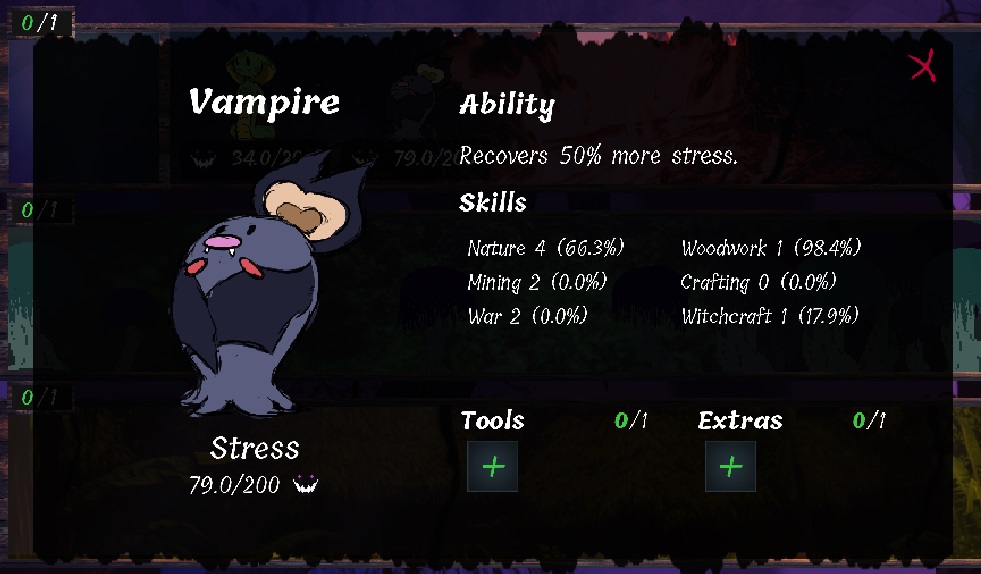 0/1
Vampire
Ability
34.0/20
79.0/20
Recovers 50% more stress.
0/1
Skills
Nature 4 (66.3%)
Woodwork 1 (98.4%)
Mining 2 (0.0%)
Crafting 0 (0.0%)
War 2 (0.0%)
Witchcraft 1 (17.9%)
0/1
Tools
0/1
Extras
0/1
+
+
Stress
79.0/200